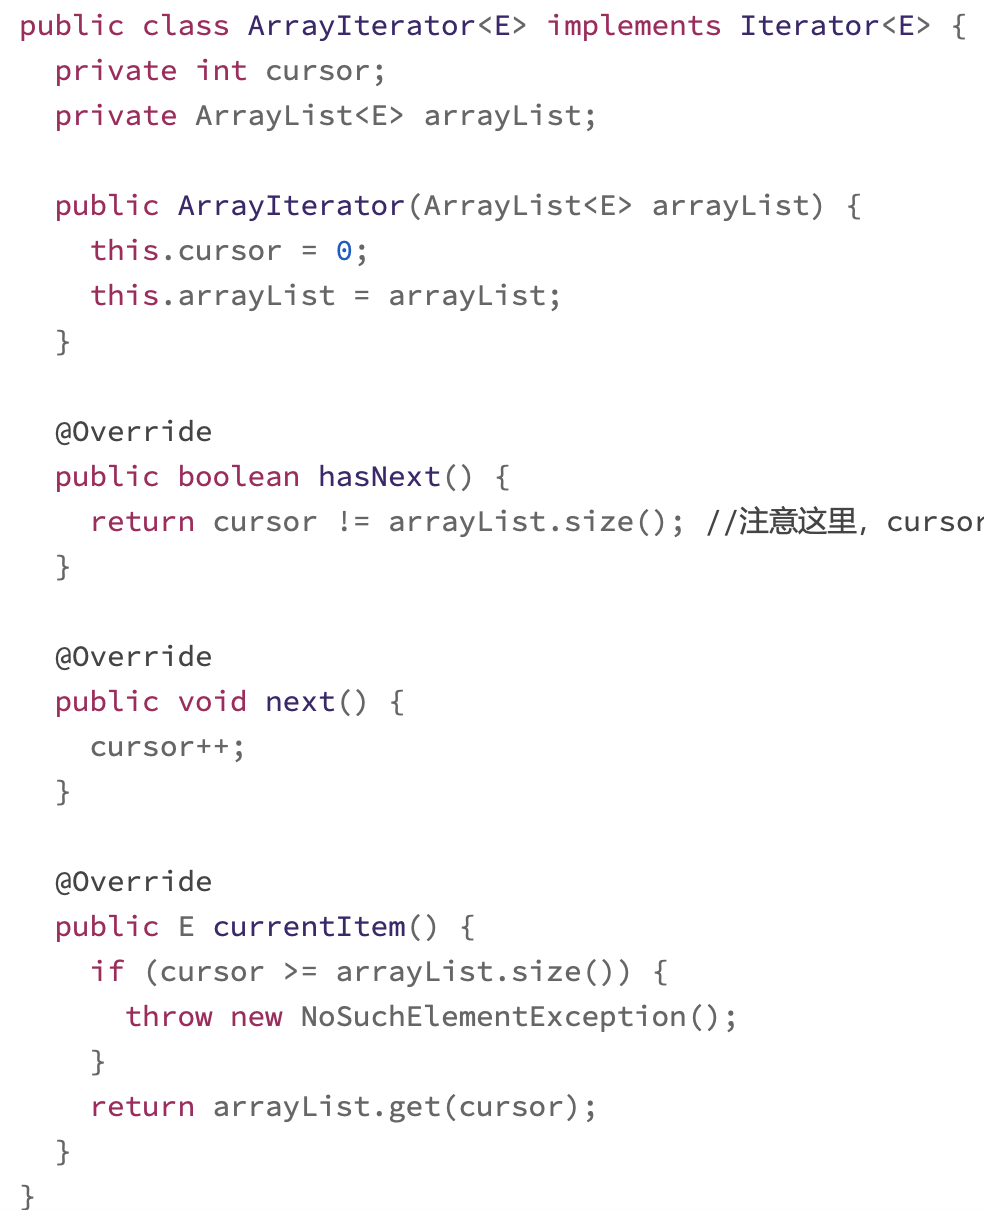 public class ArrayIterator<E> implements Iterator<E> {
  private int cursor;
  private ArrayList<E> arrayList;

  public ArrayIterator(ArrayList<E> arrayList) {
    this.cursor = 0;
    this.arrayList = arrayList;
  }

  @Override
  public boolean hasNext() {
    return cursor != arrayList.size(); //注意这里，cursor
  }

  @Override
  public void next() {
    cursor++;
  }

  @Override
  public E currentItem() {
    if (cursor >= arrayList.size()) {
      throw new NoSuchElementException();
    }
    return arrayList.get(cursor);
  }
}